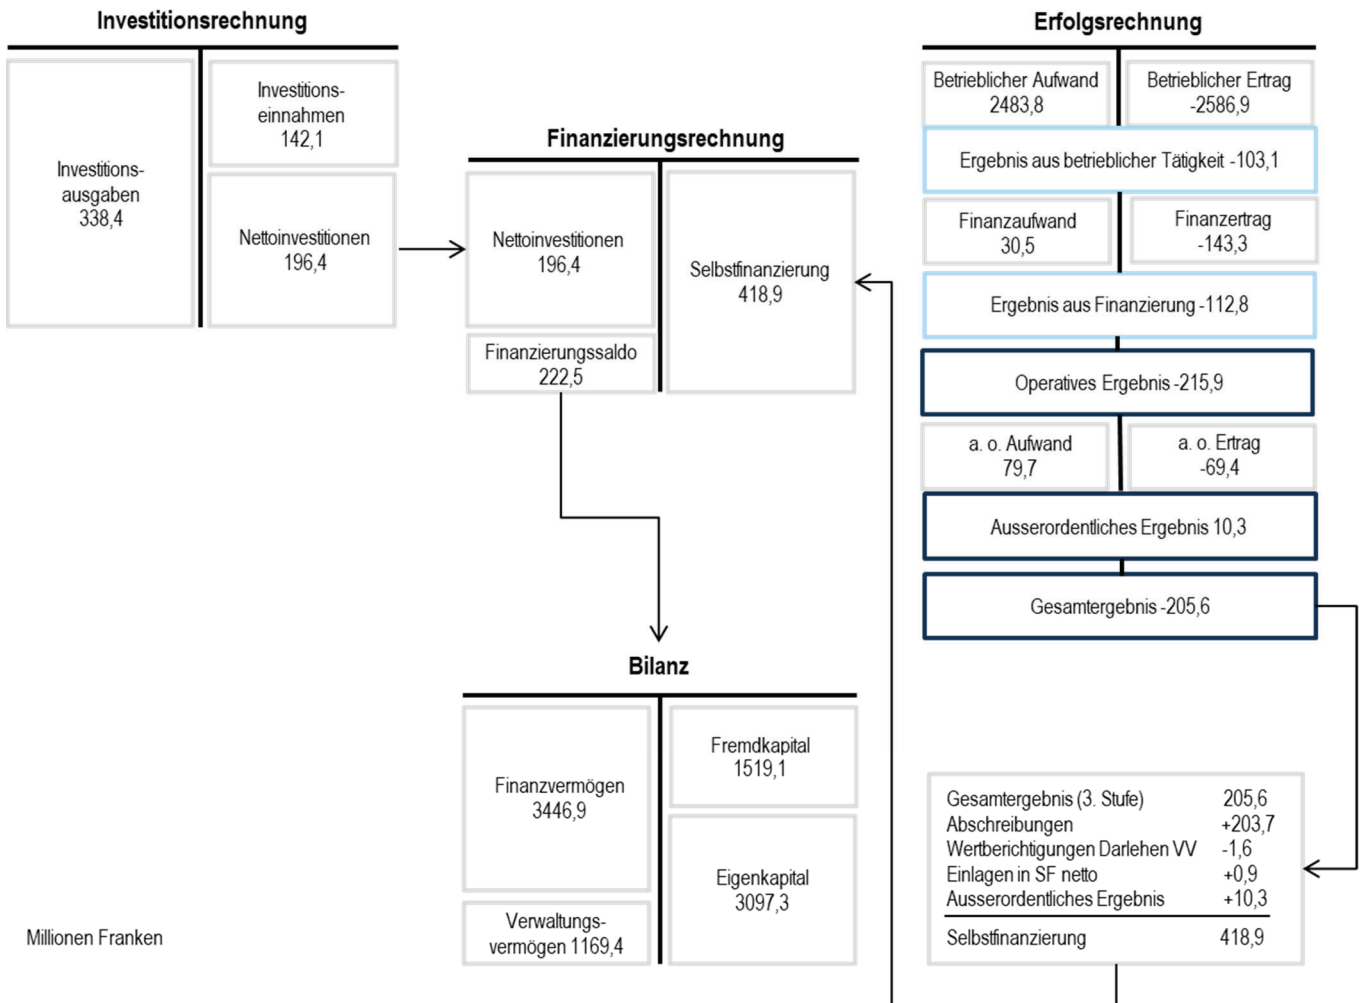 Investitionsrechnung
Investitions-
ausgaben
338,4
Investitions-
einnahmen
142,1
Nettoinvestitionen
196,4
Finanzierungsrechnung
Nettoinvestitionen
196,4
Finanzierungssaldo
222,5
Selbstfinanzierung
418,9
Erfolgsrechnung
Betrieblicher Aufwand
2483,8
Betrieblicher Ertrag
-2586,9
Ergebnis aus betrieblicher Tätigkeit -103,1
Finanzaufwand
30,5
Finanzertrag
-143,3
Ergebnis aus Finanzierung -112,8
Operatives Ergebnis -215,9
a. o. Aufwand
79,7
a. o. Ertrag
-69,4
Ausserordentliches Ergebnis 10,3
Gesamtergebnis -205,6
Bilanz
Finanzvermögen
3446,9
Verwaltungs-
vermögen 1169,4
Fremdkapital
1519,1
Eigenkapital
3097,3
Gesamtergebnis (3. Stufe) 205,6
Abschreibungen +203,7
Wertberichtigungen Darlehen VV -1,6
Einlagen in SF netto +0,9
Ausserordentliches Ergebnis +10,3
Selbstfinanzierung 418,9
Millionen Franken